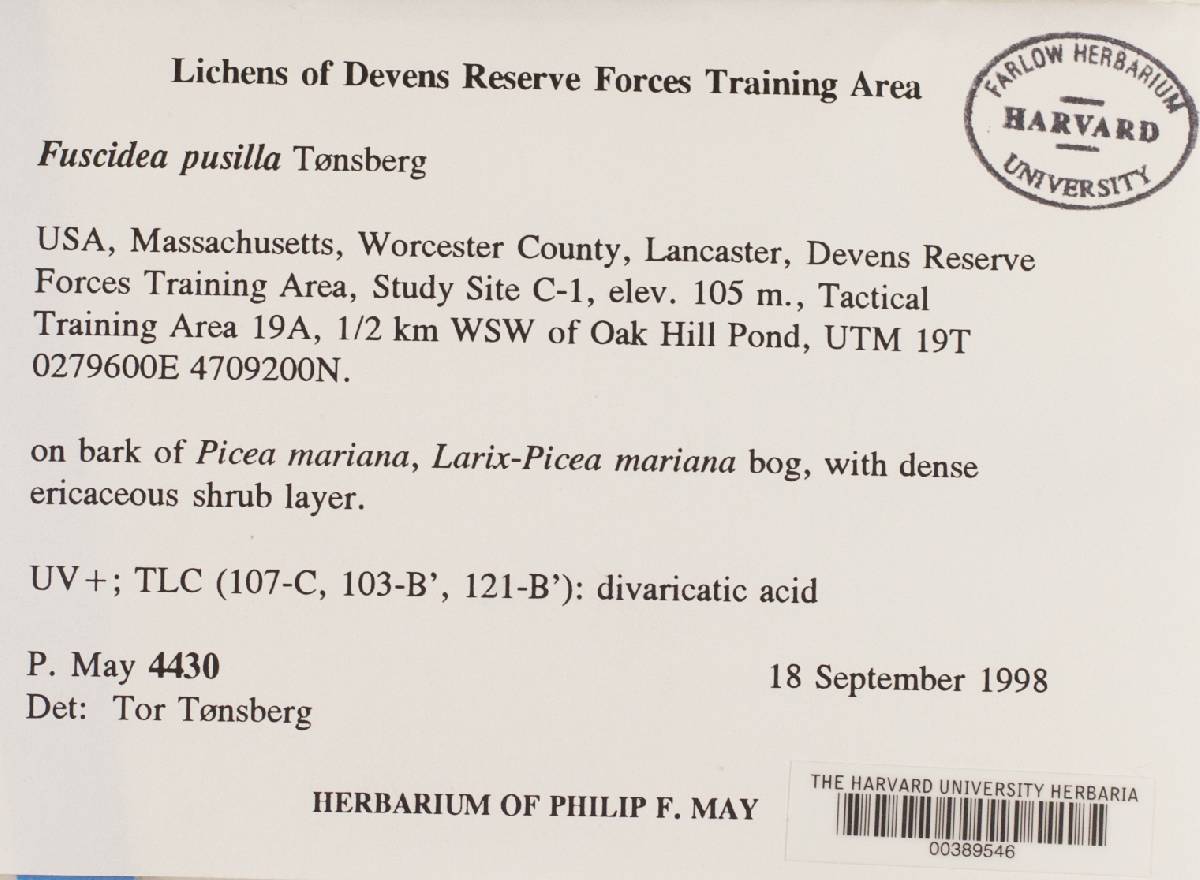 Lichens of Devens Reserve Forces Training Area
FARLOW HERBARIUM
HARVARD
UNIVERSITY
Fuscidea pusilla Tønsberg
USA, Massachusetts, Worcester County, Lancaster, Devens Reserve
Forces Training Area, Study Site C-1, elev. 105 m., Tactical
Training Area 19A, 1/2 km WSW of Oak Hill Pond, UTM 19T
0279600E 4709200N.
on bark of Picea mariana, Larix-Picea mariana bog, with dense
ericaceous shrub layer.
UV+; TLC (107-C, 103-B’, 121-B’): divaricatic acid
P. May 4430
18 September 1998
Det: Tor Tønsberg
HERBARIUM OF PHILIP F. MAY
THE HARVARD UNIVERSITY HERBARIA
00389546